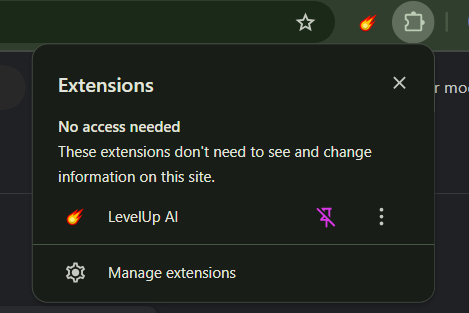 Extensions
r mo
No access needed
These extensions don't need to see and change
information on this site.
LevelUp AI
Manage extensions